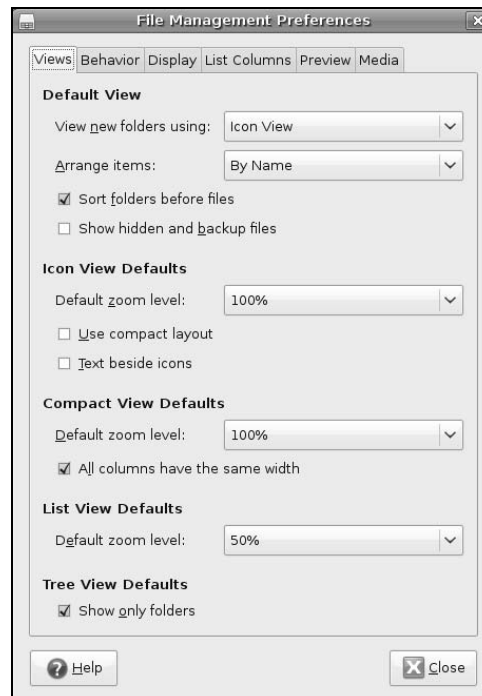 File Management Preferences
Views Behavior Display List Columns Preview Media
Default View
View new folders using: Icon View
Arrange items: By Name
Sort folders before files
Show hidden and backup files
Icon View Defaults
Default zoom level: 100%
Use compact layout
Text beside icons
Compact View Defaults
Default zoom level: 100%
All columns have the same width
List View Defaults
Default zoom level: 50%
Tree View Defaults
Show only folders
Help Close